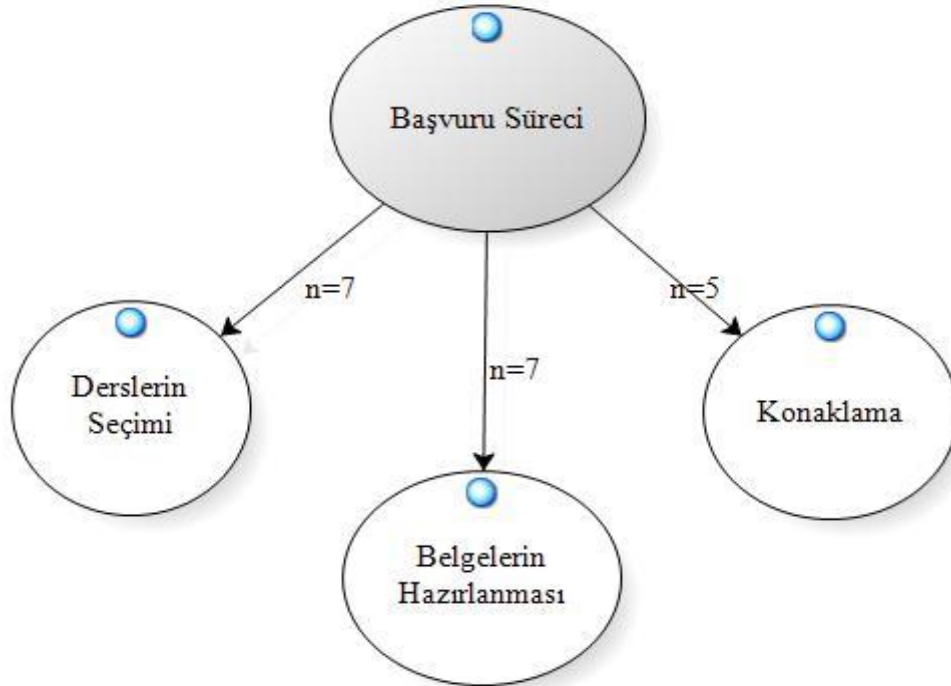 Başvuru Süreci
n=7
n=5
n=7
Derslerin
Seçimi
Konaklama
Belgelerin
Hazırlanması